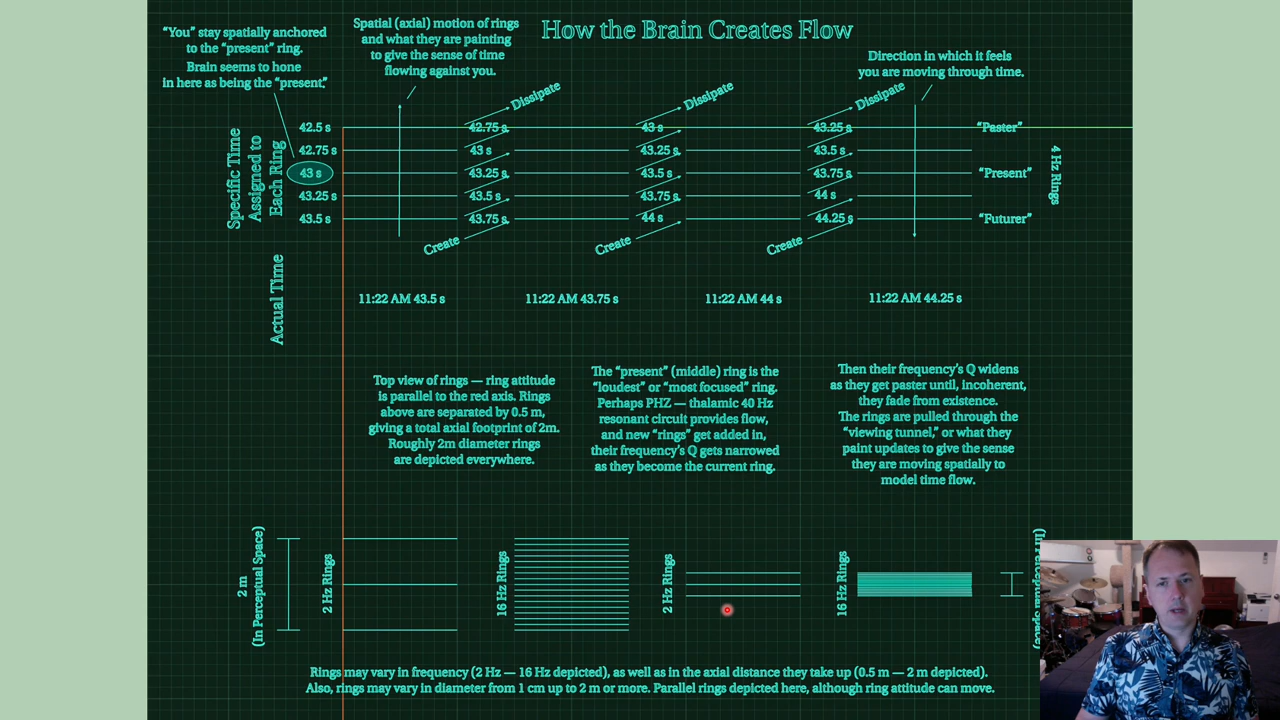 How the Brain Creates Flow
“You” stay spatially anchored
to the “present” ring.
Brain seems to hone
in here as being the “present”.
Spatial (axial) motion of rings
and what they are painting
to give the sense of time
flowing against you.
Direction in which it feels
you are moving through time.
Dissipate
Dissipate
Dissipate
Specific Time
Assigned to
Each Ring
42.5 s
42.75 s
43 s
43.25 s
“Paster”
42.75 s
43 s
43.25 s
43.5 s
43 s
43.25 s
43.5 s
43.75 s
“Present”
43.25 s
43.5 s
43.75 s
44 s
43.5 s
43.75 s
44 s
44.25 s
“Futurer”
4 Hz Rings
Create
Create
Create
Actual Time
11:22 AM 43.5 s
11:22 AM 43.75 s
11:22 AM 44 s
11:22 AM 44.25 s
Top view of rings — ring attitude
is parallel to the red axis. Rings
above are separated by 0.5 m,
giving a total axial footprint of 2m.
Roughly 2m diameter rings
are depicted everywhere.
The “present” (middle) ring is the
“loudest” or “most focused” ring.
Perhaps PHZ — thalamic 40 Hz
resonant circuit provides flow,
and new “rings” get added in,
their frequency’s Q gets narrowed
as they become the current ring.
Then their frequency’s Q widens
as they get paster until, incoherent,
they fade from existence.
The rings are pulled through the
“viewing tunnel,” or what they
paint updates to give the sense
they are moving spatially to
model time flow.
2 m
(In Perceptual Space)
2 Hz Rings
16 Hz Rings
2 Hz Rings
16 Hz Rings
Rings may vary in frequency (2 Hz — 16 Hz depicted), as well as in the axial distance they take up (0.5 m — 2 m depicted).
Also, rings may vary in diameter from 1 cm up to 2 m or more. Parallel rings depicted here, although ring attitude can move.